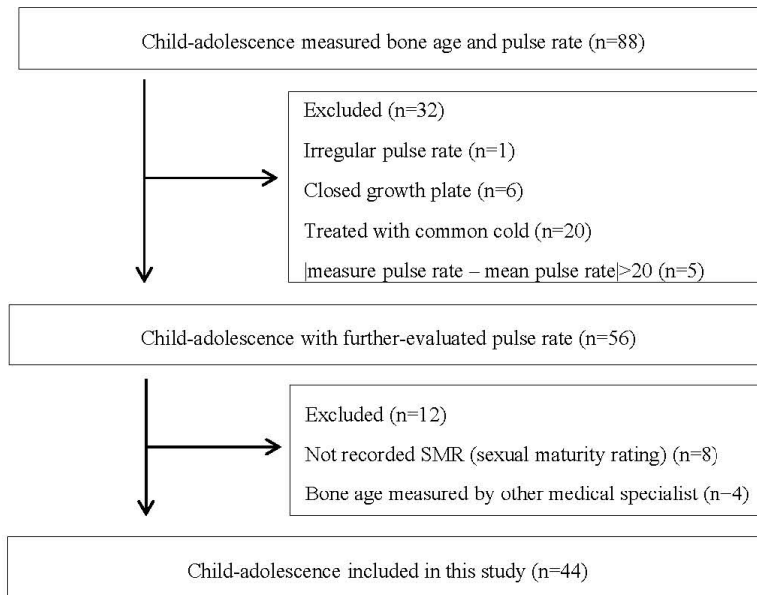 Child-adolescence measured bone age and pulse rate (n=88)
Excluded (n=32)
Irregular pulse rate (n=1)
Closed growth plate (n=6)
Treated with common cold (n=20)
|measure pulse rate – mean pulse rate|>20 (n=5)
Child-adolescence with further-evaluated pulse rate (n=56)
Excluded (n=12)
Not recorded SMR (sexual maturity rating) (n=8)
Bone age measured by other medical specialist (n−4)
Child-adolescence included in this study (n=44)